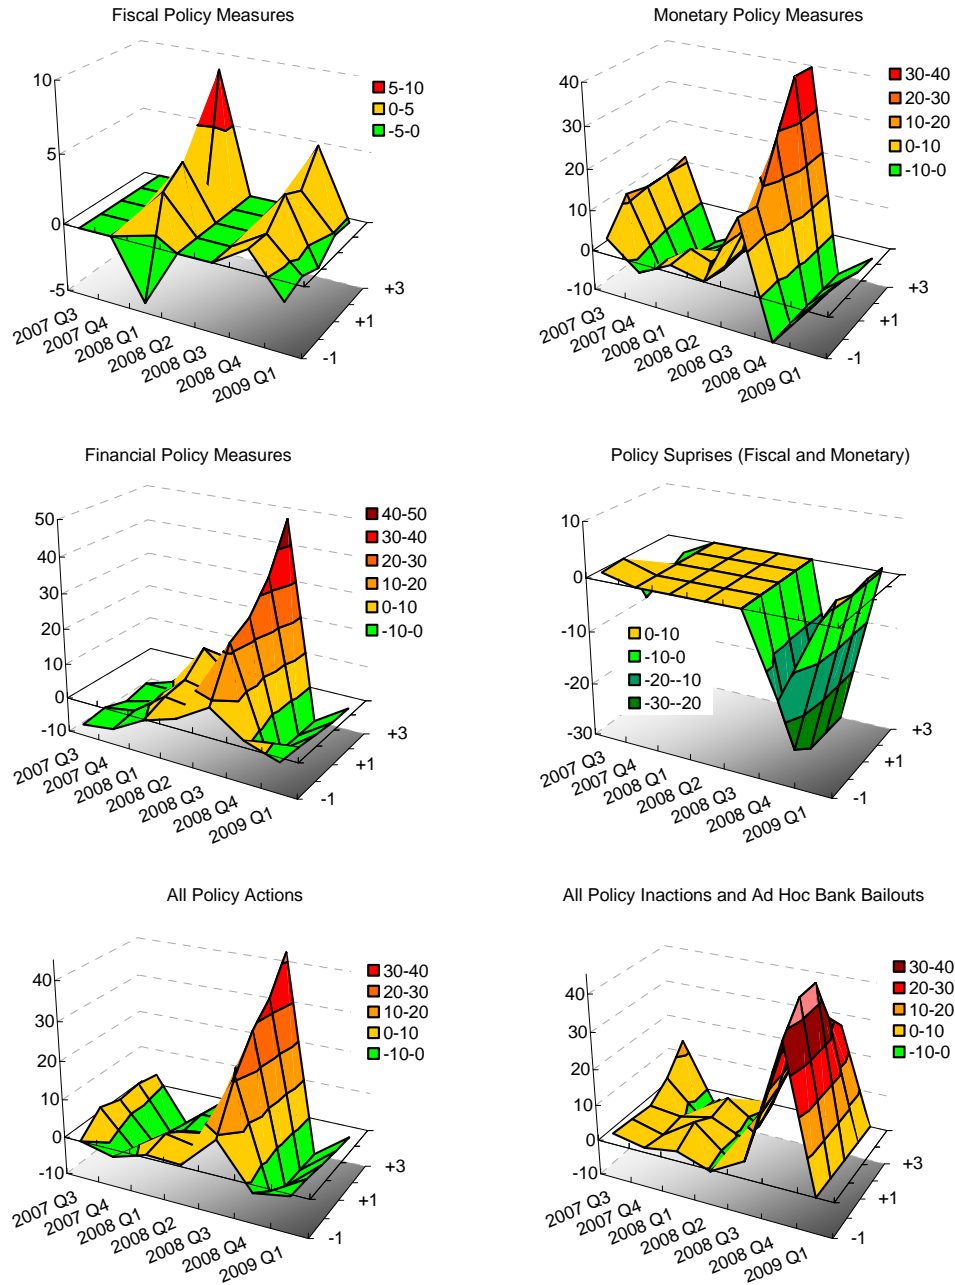 Fiscal Policy Measures
10
5
0
-5
5-10
0-5
-5-0
2007 Q3
2007 Q4
2008 Q1
2008 Q2
2008 Q3
2008 Q4
2009 Q1
+3
+1
-1
Monetary Policy Measures
40
30
20
10
0
-10
30-40
20-30
10-20
0-10
-10-0
2007 Q3
2007 Q4
2008 Q1
2008 Q2
2008 Q3
2008 Q4
2009 Q1
+3
+1
-1
Financial Policy Measures
50
40
30
20
10
0
-10
40-50
30-40
20-30
10-20
0-10
-10-0
2007 Q3
2007 Q4
2008 Q1
2008 Q2
2008 Q3
2008 Q4
2009 Q1
+3
+1
-1
Policy Suprises (Fiscal and Monetary)
10
0
-10
-20
-30
0-10
-10-0
-20--10
-30--20
2007 Q3
2007 Q4
2008 Q1
2008 Q2
2008 Q3
2008 Q4
2009 Q1
+3
+1
-1
All Policy Actions
40
30
20
10
0
-10
30-40
20-30
10-20
0-10
-10-0
2007 Q3
2007 Q4
2008 Q1
2008 Q2
2008 Q3
2008 Q4
2009 Q1
+3
+1
-1
All Policy Inactions and Ad Hoc Bank Bailouts
40
30
20
10
0
-10
30-40
20-30
10-20
0-10
-10-0
2007 Q3
2007 Q4
2008 Q1
2008 Q2
2008 Q3
2008 Q4
2009 Q1
+3
+1
-1